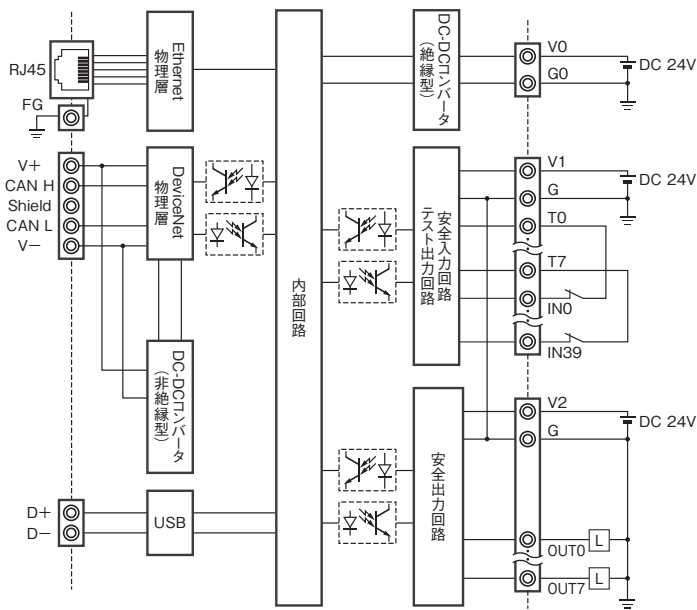 RJ45
FG
Ethernet
物理層
V+
CAN H
Shield
CAN L
V−
DeviceNet
物理層
DC-DCコンバータ
(非絶縁型)
D+
D−
USB
内部回路
DC-DCコンバータ
(絶縁型)
V0
G0
DC 24V
安全入力回路
テスト出力回路
V1
G
T0
T7
IN0
IN39
DC 24V
安全出力回路
V2
G
OUT0
L
OUT7
L
DC 24V